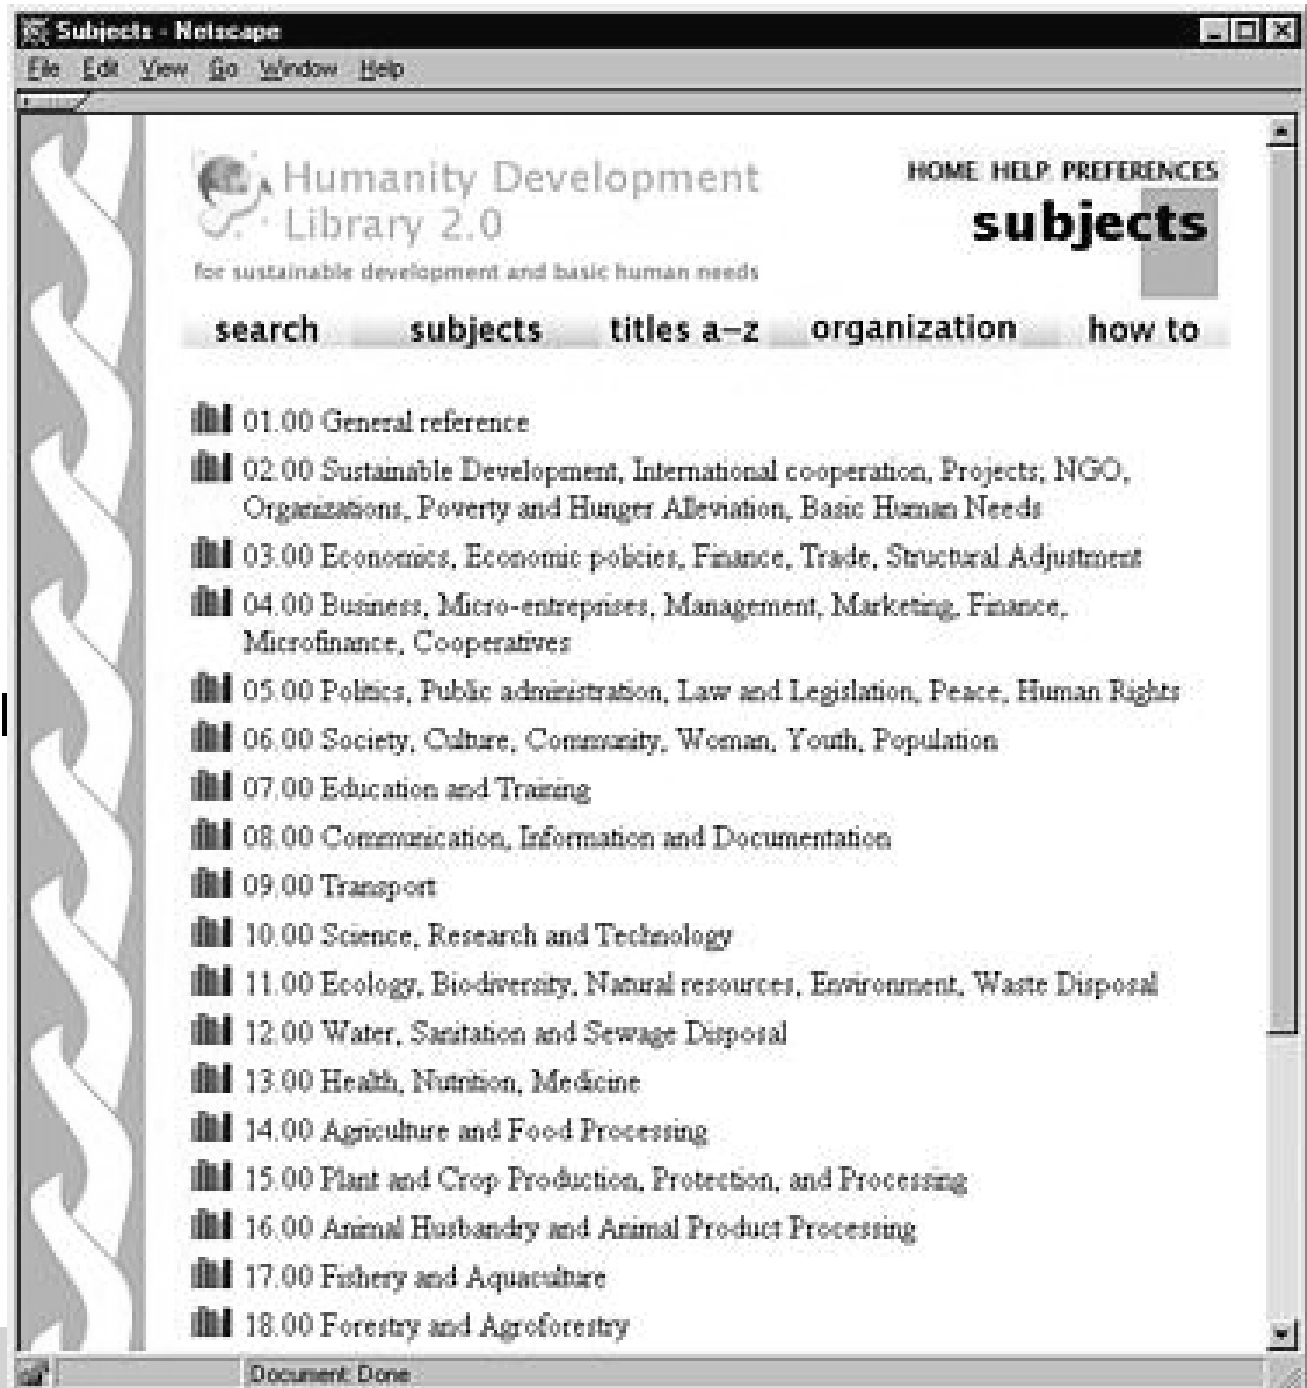 Subjects - Netscape
File Edit View Go Window Help
Humanity Development
Library 2.0
for sustainable development and basic human needs
HOME HELP PREFERENCES
subjects
search subjects titles a–z organization how to
01.00 General reference
02.00 Sustainable Development, International cooperation, Projects; NGO,
Organizations, Poverty and Hunger Alleviation, Basic Human Needs
03.00 Economics, Economic policies, Finance, Trade, Structural Adjustment
04.00 Business, Micro-entreprises, Management, Marketing, Finance,
Microfinance, Cooperatives
05.00 Politics, Public administration, Law and Legislation, Peace, Human Rights
06.00 Society, Culture, Community, Woman, Youth, Population
07.00 Education and Training
08.00 Communication, Information and Documentation
09.00 Transport
10.00 Science, Research and Technology
11.00 Ecology, Biodiversity, Natural resources, Environment, Waste Disposal
12.00 Water, Sanitation and Sewage Disposal
13.00 Health, Nutrition, Medicine
14.00 Agriculture and Food Processing
15.00 Plant and Crop Production, Protection, and Processing
16.00 Animal Husbandry and Animal Product Processing
17.00 Fishery and Aquaculture
18.00 Forestry and Agroforestry
Document: Done